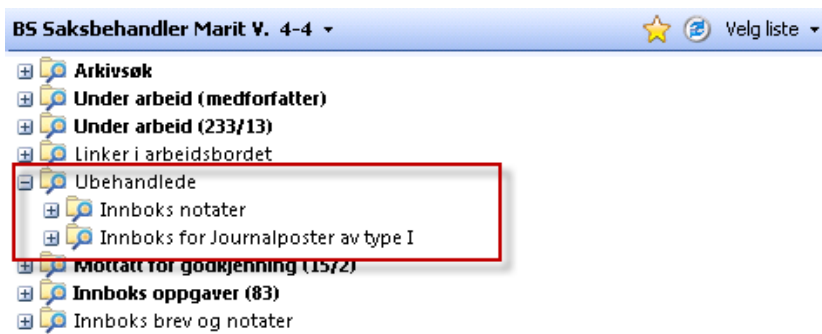 BS Saksbehandler Marit V. 4-4 Velg liste
Arkivsøk
Under arbeid (medforfatter)
Under arbeid (233/13)
Linker i arbeidsbordet
Ubehandlede
Innboks notater
Innboks for Journalposter av type I
Mottatt for godkjenning (15/2)
Innboks oppgaver (83)
Innboks brev og notater